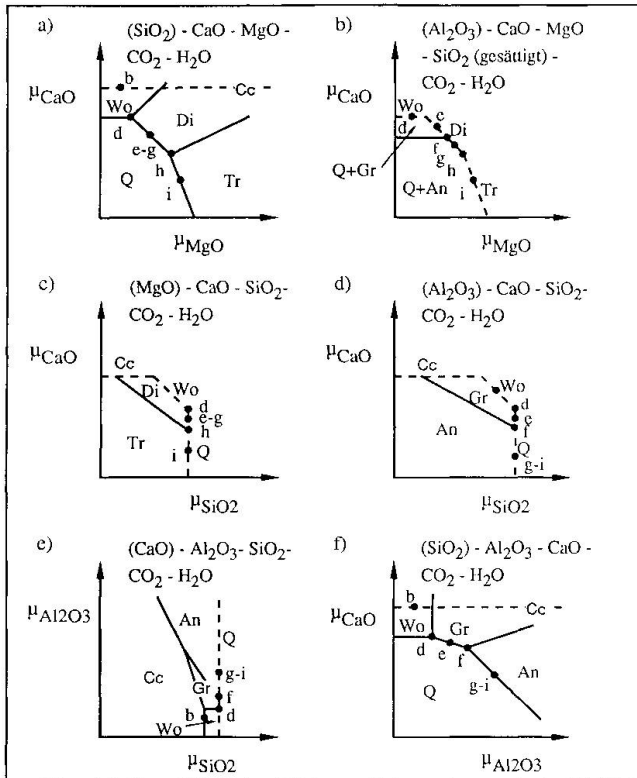 a) (SiO2) - CaO - MgO -
CO2 - H2O
μCaO
b
Cc
Wo
d
Di
e-g
h
Q
i
Tr
μMgO
b) (Al2O3) - CaO - MgO
- SiO2 (gesättigt) -
CO2 - H2O
μCaO
Wo
e
d
Di
f
g
h
Q+Gr
Q+An
i
Tr
μMgO
c) (MgO) - CaO - SiO2-
CO2 - H2O
μCaO
Cc
Di
Wo
d
e-g
h
Tr
i
Q
μSiO2
d) (Al2O3) - CaO - SiO2-
CO2 - H2O
μCaO
Cc
Wo
Gr
d
e
f
An
Q
g-i
μSiO2
e) (CaO) - Al2O3- SiO2-
CO2 - H2O
μAl2O3
An
Q
Cc
g-i
Gr
f
b
d
Wo
μSiO2
f) (SiO2) - Al2O3 - CaO -
CO2 - H2O
μCaO
b
Cc
Wo
Gr
d
e
f
An
Q
g-i
μAl2O3